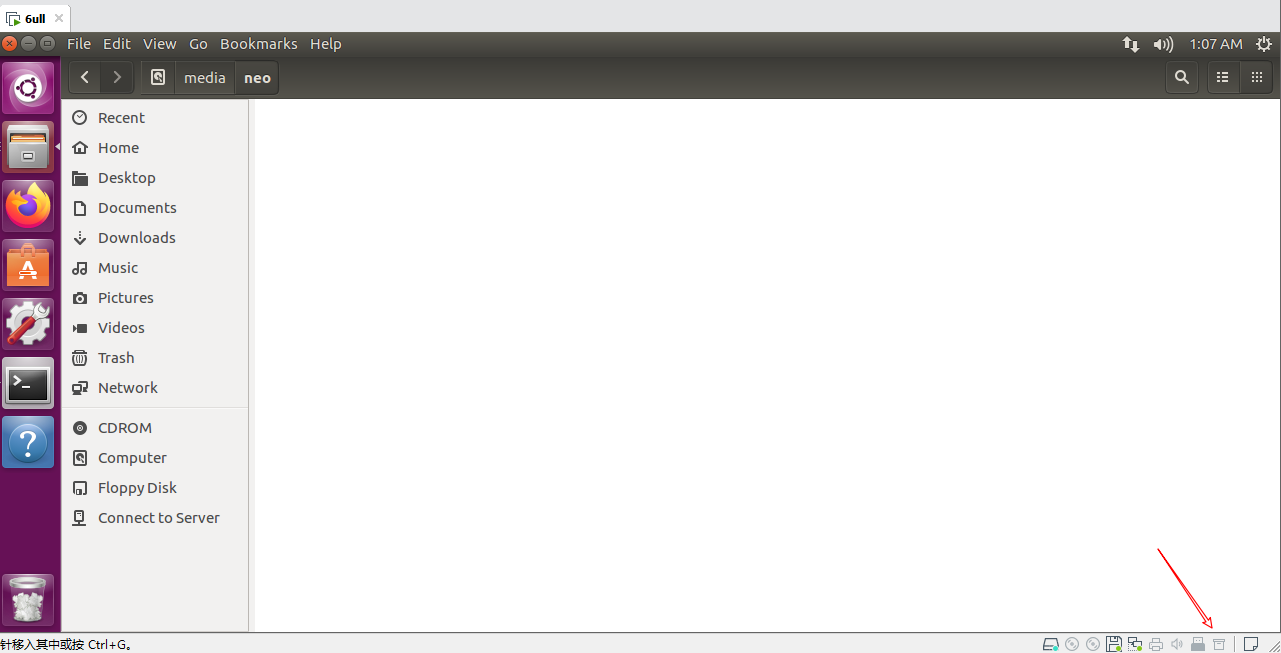 6ull
File Edit View Go Bookmarks Help 1:07 AM
media neo
Recent
Home
Desktop
Documents
Downloads
Music
Pictures
Videos
Trash
Network
CDROM
Computer
Floppy Disk
Connect to Server
针移入其中或按 Ctrl+G。